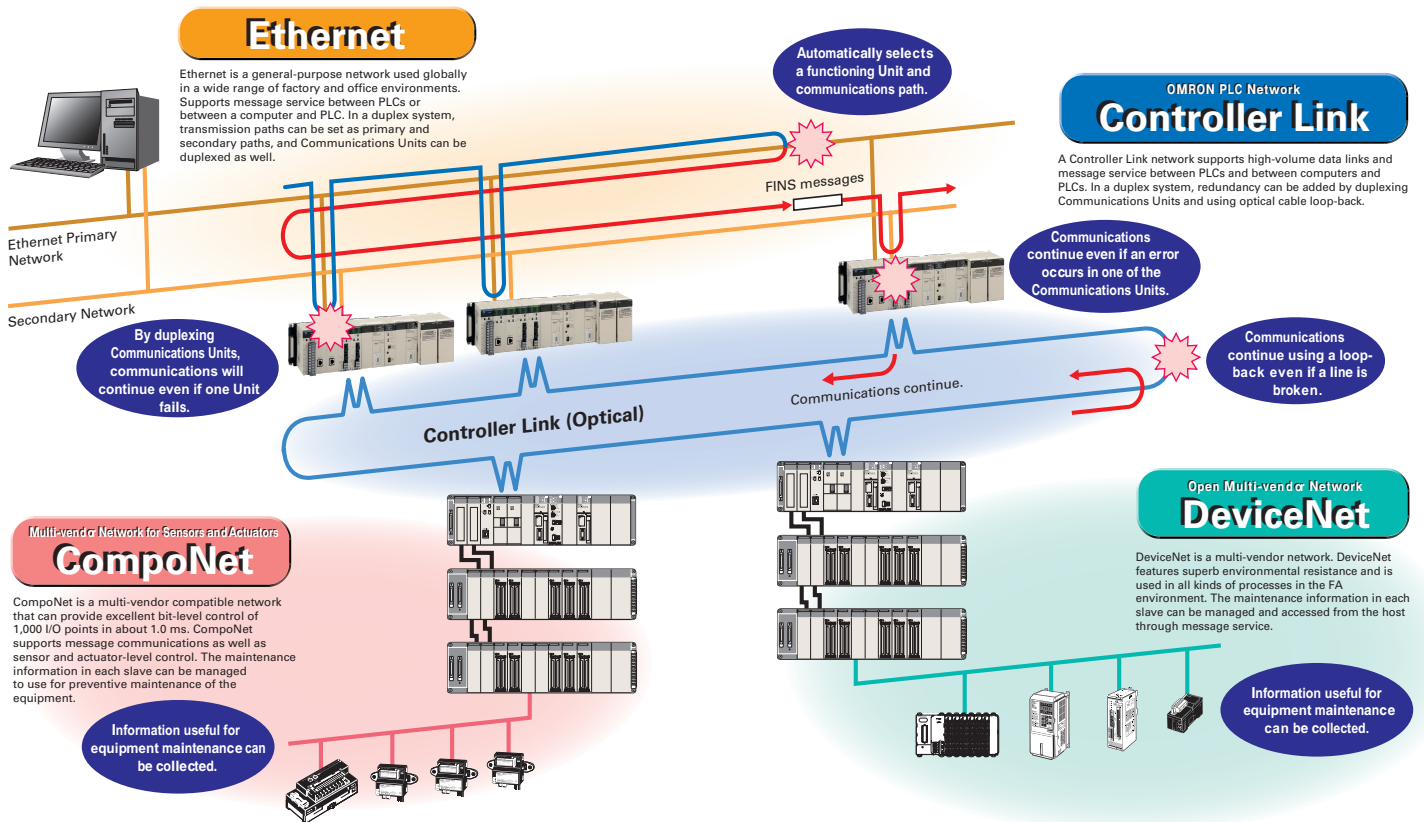 Ethernet
Ethernet is a general-purpose network used globally
in a wide range of factory and office environments.
Supports message service between PLCs or
between a computer and PLC. In a duplex system,
transmission paths can be set as primary and
secondary paths, and Communications Units can be
duplexed as well.
Automatically selects
a functioning Unit and
communications path.
OMRON PLC Network
Controller Link
A Controller Link network supports high-volume data links and
message service between PLCs and between computers and
PLCs. In a duplex system, redundancy can be added by duplexing
Communications Units and using optical cable loop-back.
FINS messages
Ethernet Primary
Network
Secondary Network
Communications
continue even if an error
occurs in one of the
Communications Units.
By duplexing
Communications Units,
communications will
continue even if one Unit
fails.
Communications
continue using a loop-
back even if a line is
broken.
Communications continue.
Controller Link (Optical)
Multi-vendor Network for Sensors and Actuators
CompoNet
CompoNet is a multi-vendor compatible network
that can provide excellent bit-level control of
1,000 I/O points in about 1.0 ms. CompoNet
supports message communications as well as
sensor and actuator-level control. The maintenance
information in each slave can be managed
to use for preventive maintenance of the
equipment.
Information useful for
equipment maintenance can
be collected.
Open Multi-vendor Network
DeviceNet
DeviceNet is a multi-vendor network. DeviceNet
features superb environmental resistance and is
used in all kinds of processes in the FA
environment. The maintenance information in each
slave can be managed and accessed from the host
through message service.
Information useful for
equipment maintenance
can be collected.